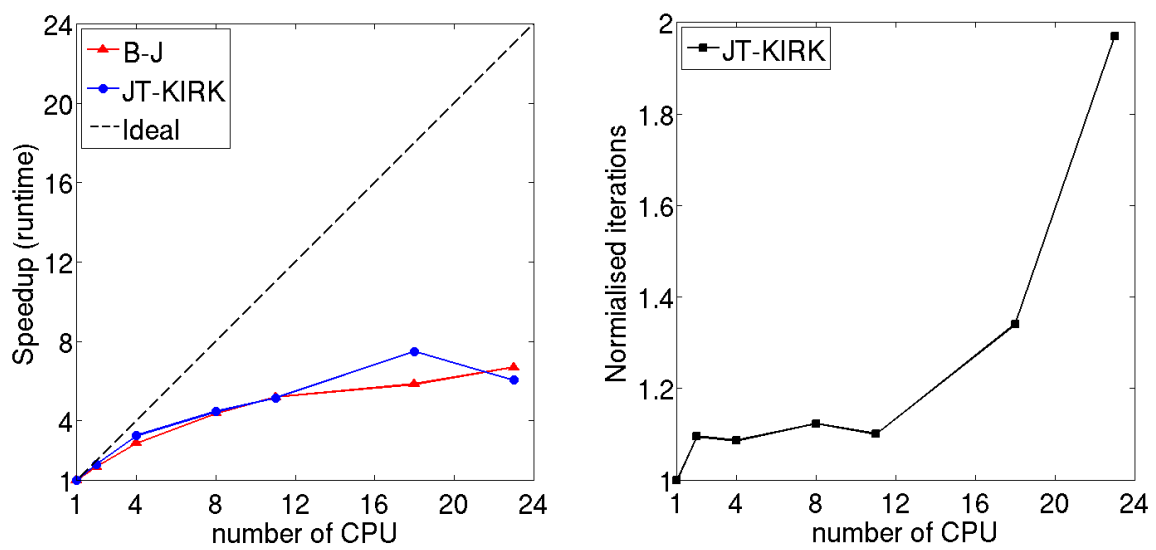 24
20
16
12
8
4
1
Speedup (runtime)
B-J
JT-KIRK
Ideal
1 4 8 12 16 20 24
number of CPU
2
1.8
1.6
1.4
1.2
1
Normialised iterations
JT-KIRK
1 4 8 12 16 20 24
number of CPU